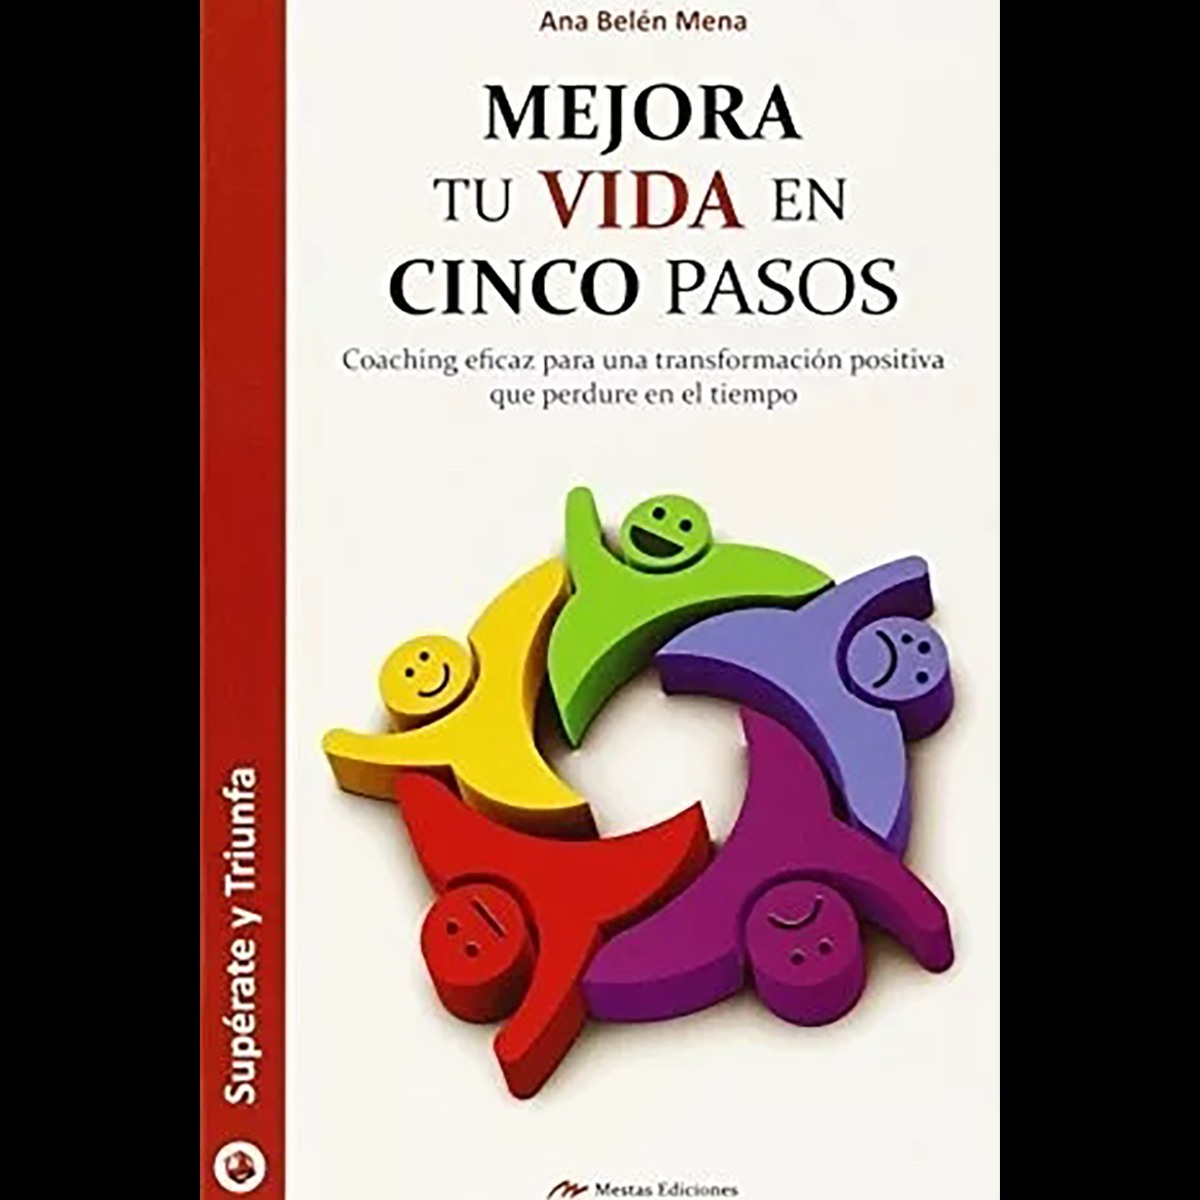 Ana Belén Mena
MEJORA
TU VIDA EN
CINCO PASOS
Coaching eficaz para una transformación positiva
que perdure en el tiempo
Supérate y Triunfa
Mestas Ediciones